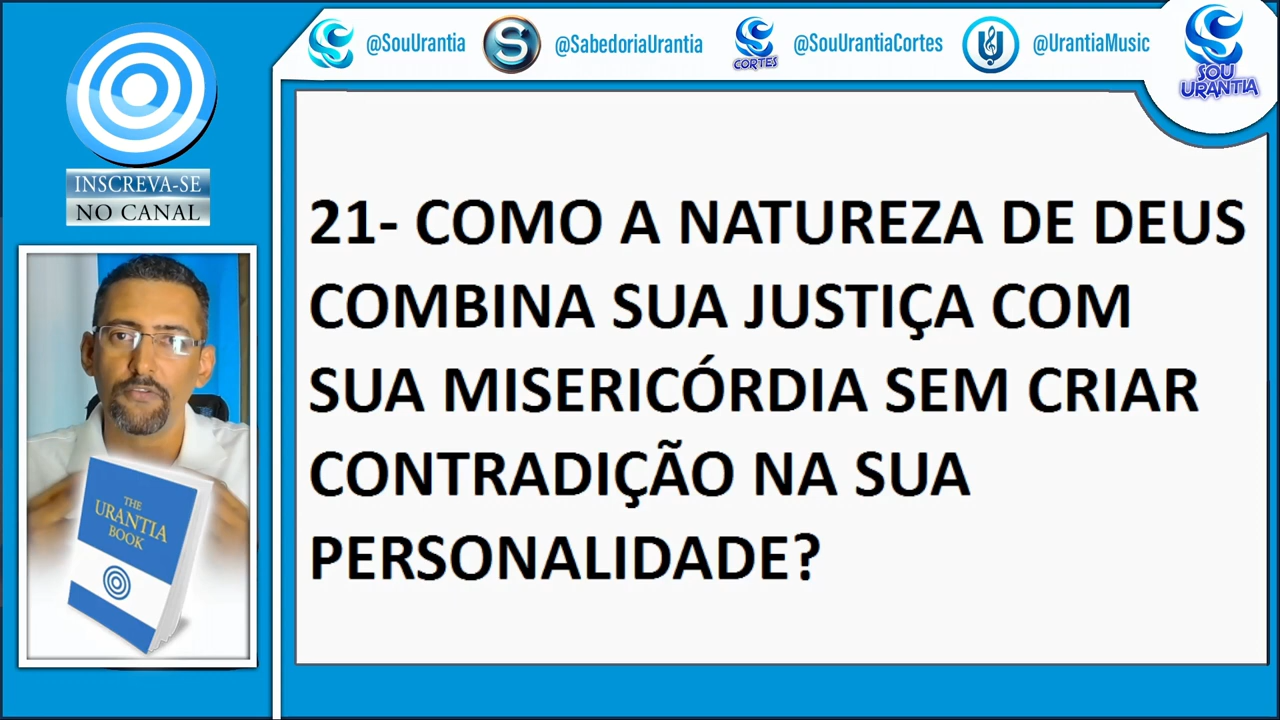 @SouUrantia
@SabedoriaUrantia
CORTES
@SouUrantiaCortes
@UrantiaMusic
SOU
URANTIA
INSCREVA-SE
NO CANAL
21- COMO A NATUREZA DE DEUS
COMBINA SUA JUSTIÇA COM
SUA MISERICÓRDIA SEM CRIAR
CONTRADIÇÃO NA SUA
PERSONALIDADE?
THE
URANTIA
BOOK